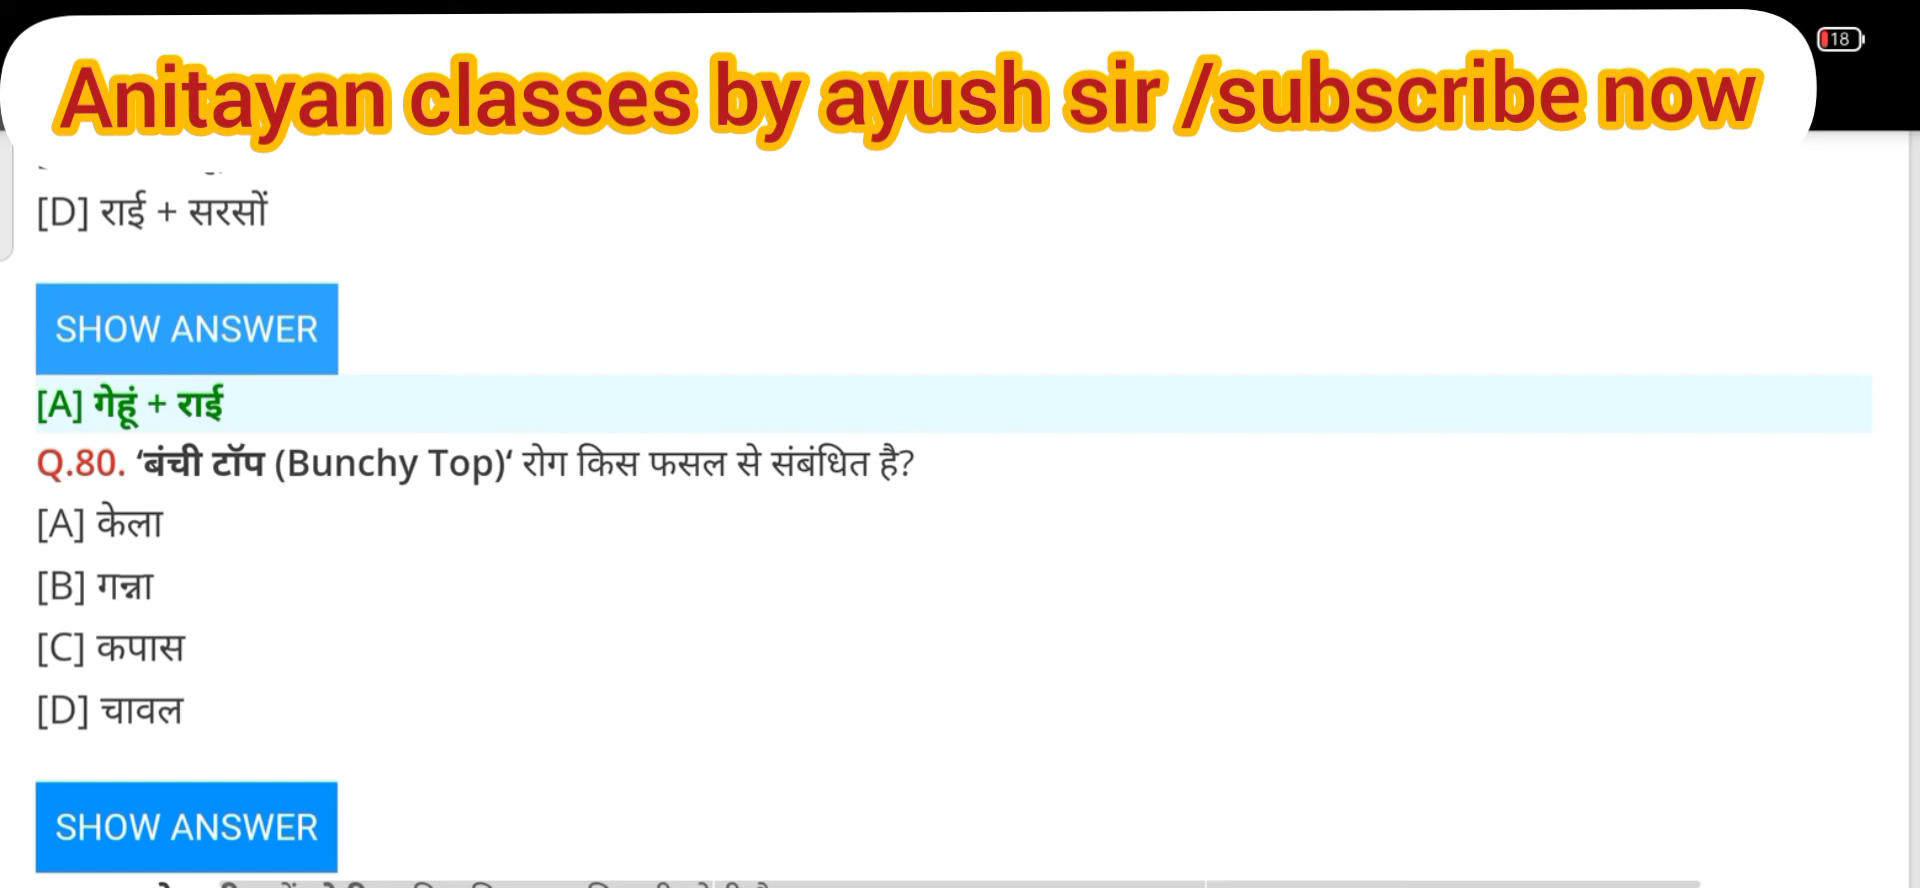 18
Anitayan classes by ayush sir /subscribe now
[D] राई + सरसों
SHOW ANSWER
[A] गेहूं + राई
Q.80. ‘बंची टॉप (Bunchy Top)‘ रोग किस फसल से संबंधित है?
[A] केला
[B] गन्ना
[C] कपास
[D] चावल
SHOW ANSWER